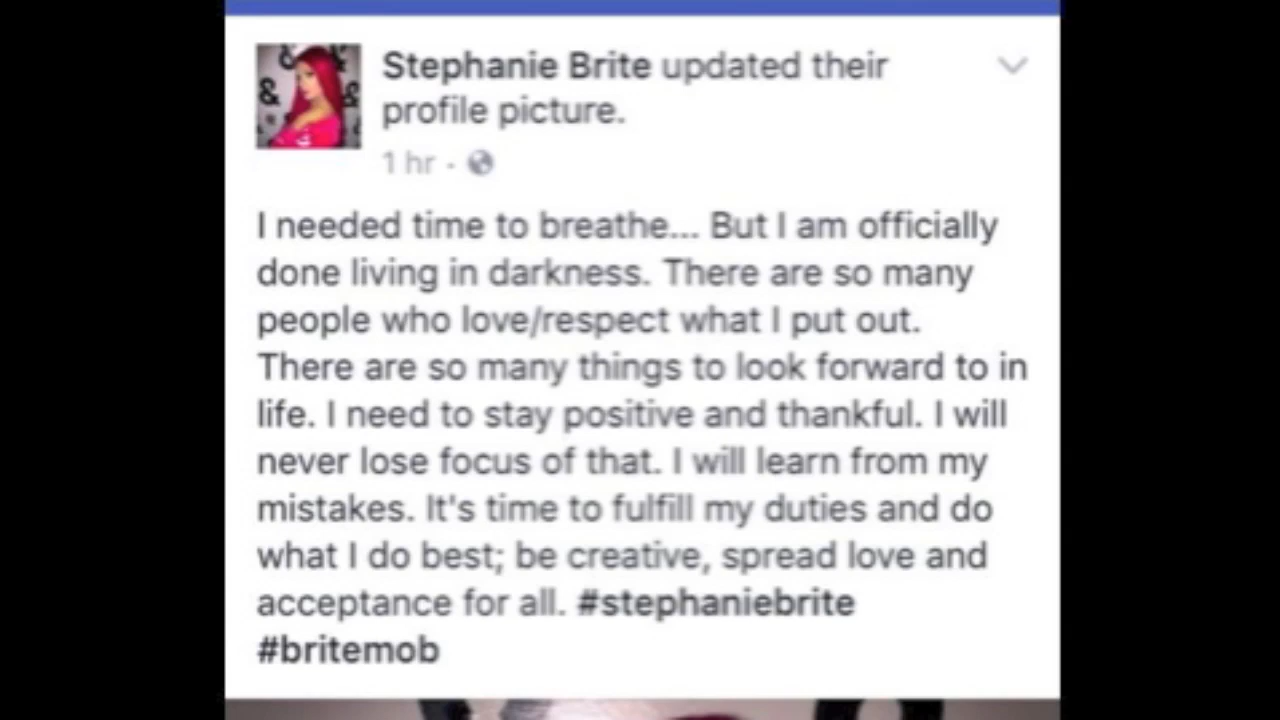 Stephanie Brite updated their
profile picture.
1 hr ·
I needed time to breathe... But I am officially
done living in darkness. There are so many
people who love/respect what I put out.
There are so many things to look forward to in
life. I need to stay positive and thankful. I will
never lose focus of that. I will learn from my
mistakes. It's time to fulfill my duties and do
what I do best; be creative, spread love and
acceptance for all. #stephaniebrite
#britemob